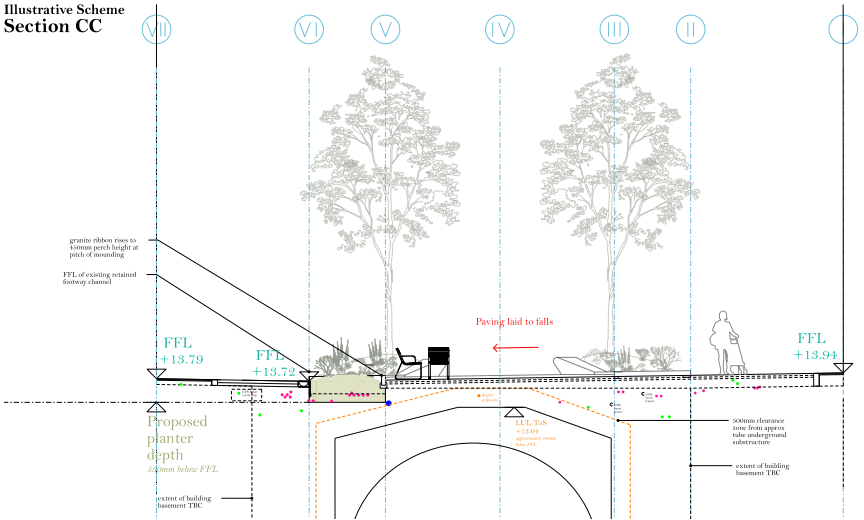 Illustrative Scheme
Section CC
VII
VI
V
IV
III
II
granite ribbon rises to
450mm perch height at
pitch of mounding
FFL of existing retained
footway channel
Paving laid to falls
FFL
+13.79
FFL
+13.72
FFL
+13.94
Proposed
planter
depth
550mm below FFL
LUL ToS
+13.04
below FFL
500mm clearance
zone from approx
tube underground
substructure
extent of building
basement TBC
extent of building
basement TBC